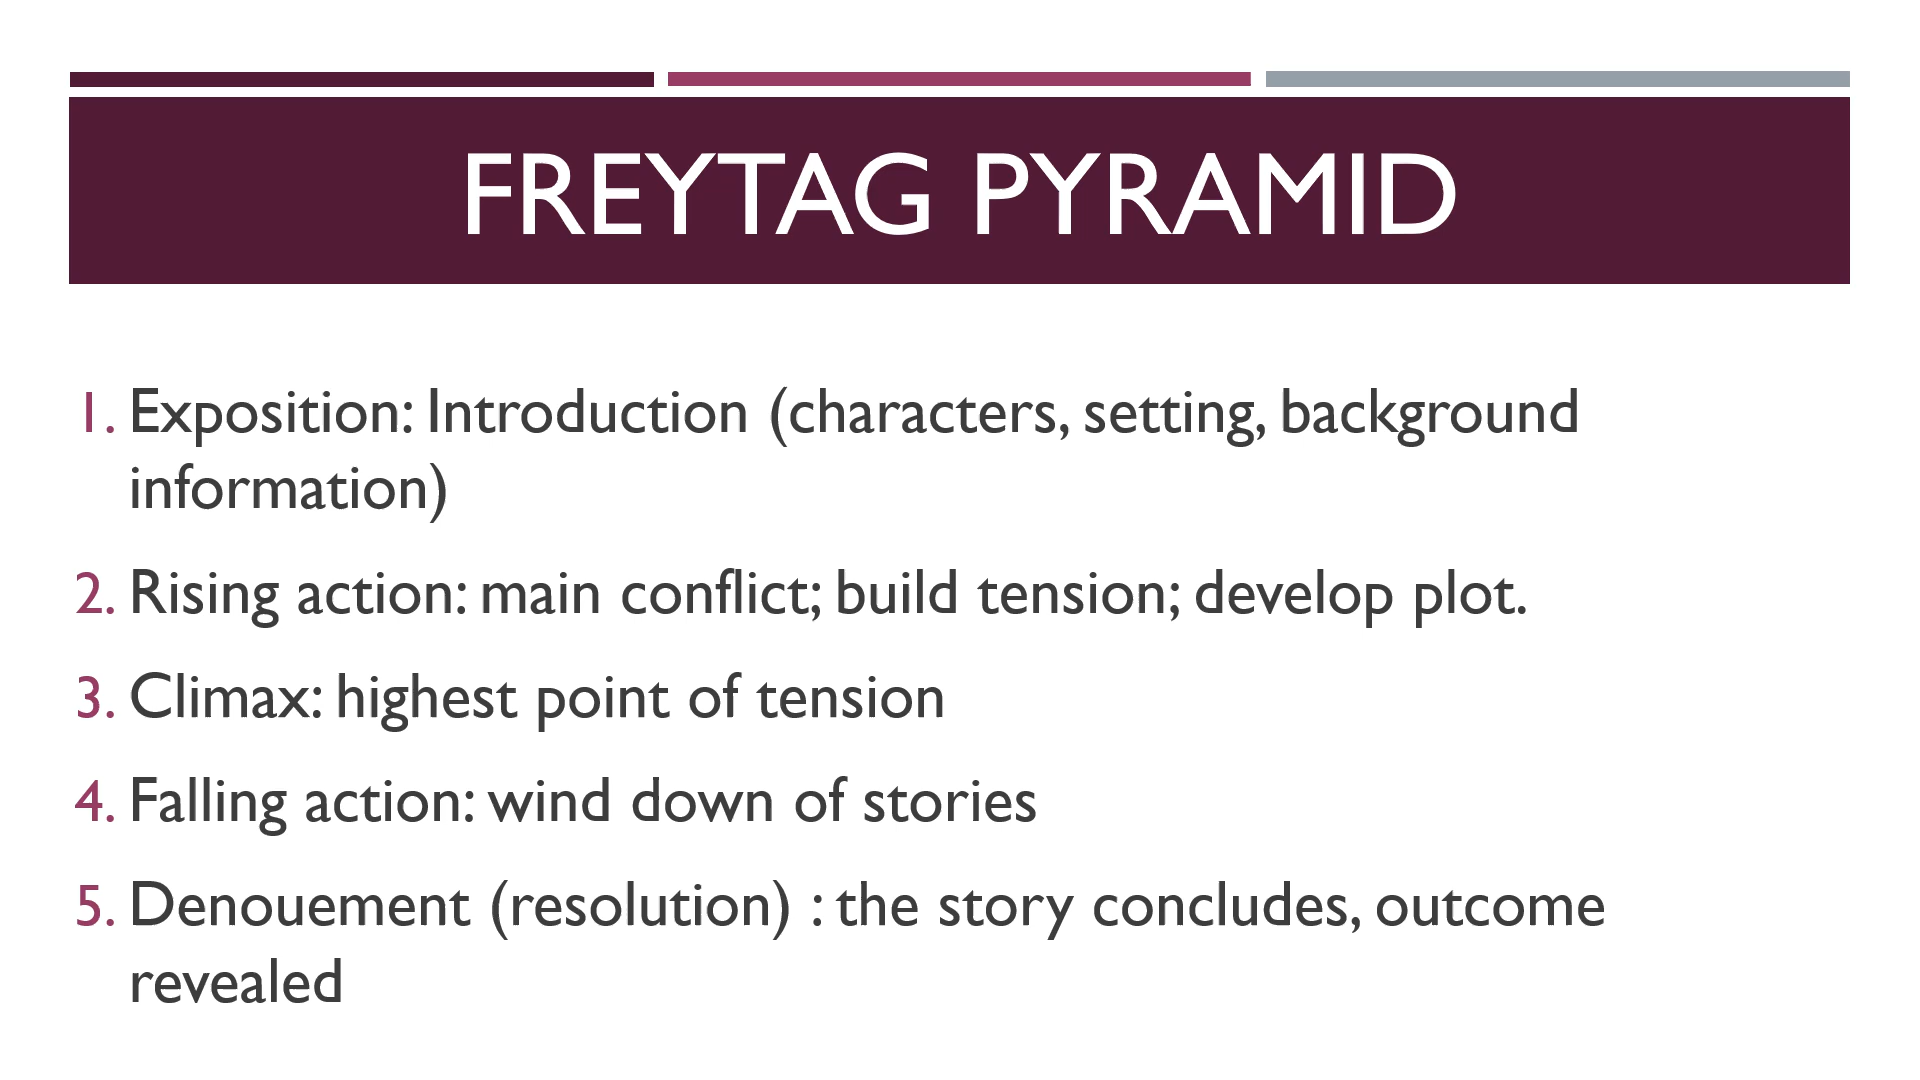 FREYTAG PYRAMID
1. Exposition: Introduction (characters, setting, background
information)
2. Rising action: main conflict; build tension; develop plot.
3. Climax: highest point of tension
4. Falling action: wind down of stories
5. Denouement (resolution) : the story concludes, outcome
revealed